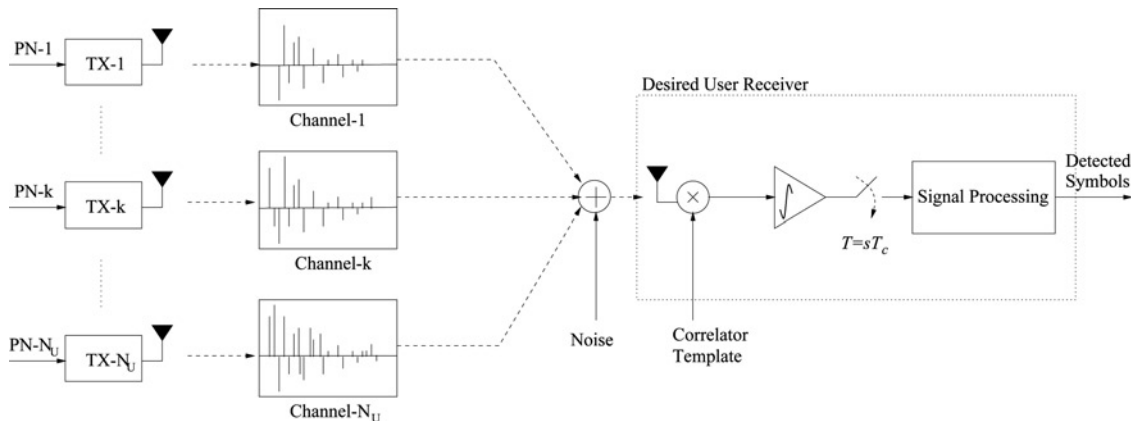 PN-1
TX-1
Channel-1
PN-k
TX-k
Channel-k
PN-N_U
TX-N_U
Channel-N_U
Noise
Desired User Receiver
Correlator
Template
T=sT_c
Signal Processing
Detected
Symbols